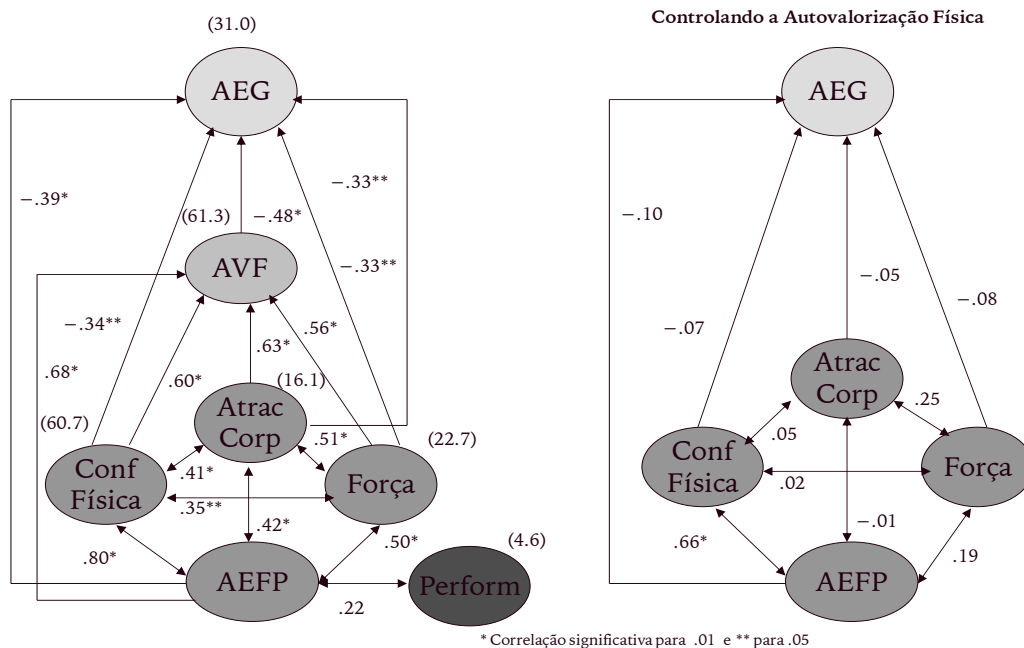 (31.0)
Controlando a Autovalorização Física
AEG
AEG
−.39*
−.33**
(61.3)
−.48*
−.10
AVF
−.33**
−.05
−.34**
.56*
−.07
−.08
.63*
.68*
.60*
(16.1)
Atrac
Corp
Atrac
Corp
(60.7)
.25
.51*
(22.7)
.05
Conf
Física
.41*
Força
Conf
Física
Força
.35**
.02
.42*
−.01
.80*
.50*
(4.6)
.66*
.19
AEFP
Perform
AEFP
.22
* Correlação significativa para .01 e ** para .05